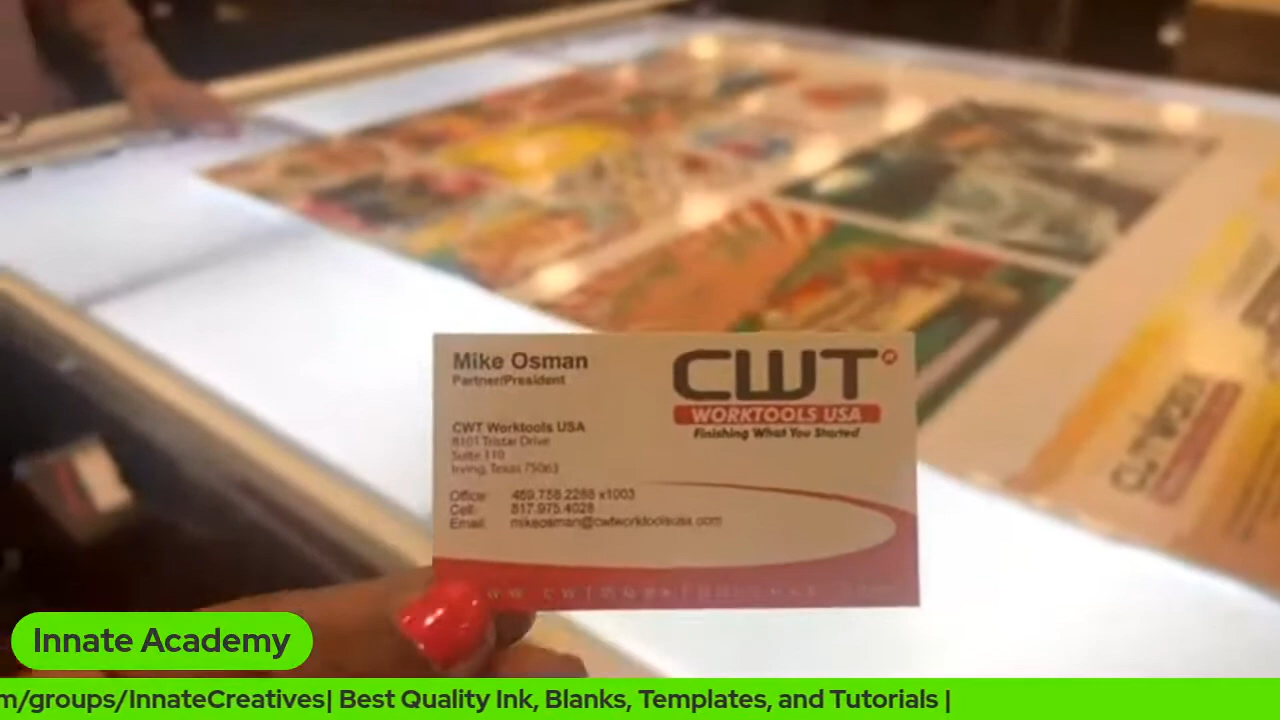 Mike Osman
Partner/President
CWT
WORKTOOLS USA
Finishing What You Started
CWT Worktools USA
8101 Tristar Drive
Suite 110
Irving, Texas 75063
Office: 469.758.2288 x1003
Cell: 817.975.4028
Email: mikeosman@cwtworktoolsusa.com
Innate Academy
m/groups/InnateCreatives| Best Quality Ink, Blanks, Templates, and Tutorials |